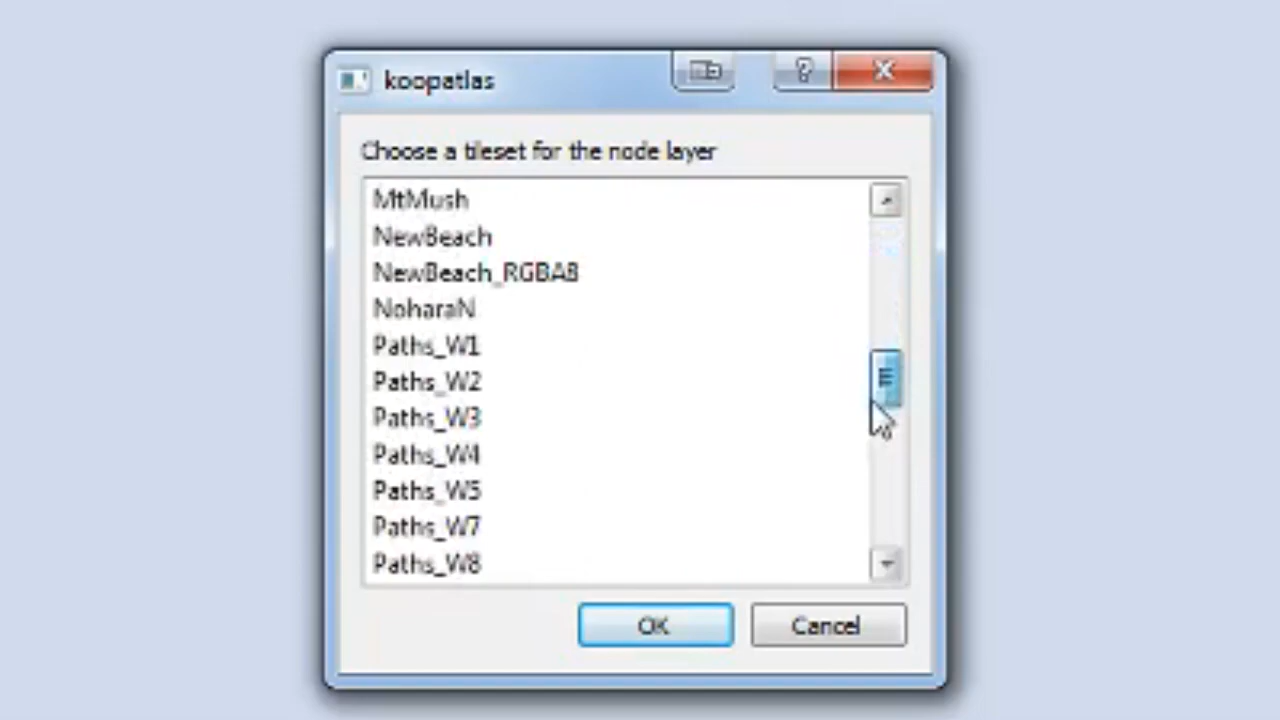 koopatlas
Choose a tileset for the node layer
MtMush
NewBeach
NewBeach_RGBA8
NoharaN
Paths_W1
Paths_W2
Paths_W3
Paths_W4
Paths_W5
Paths_W7
Paths_W8
OK
Cancel